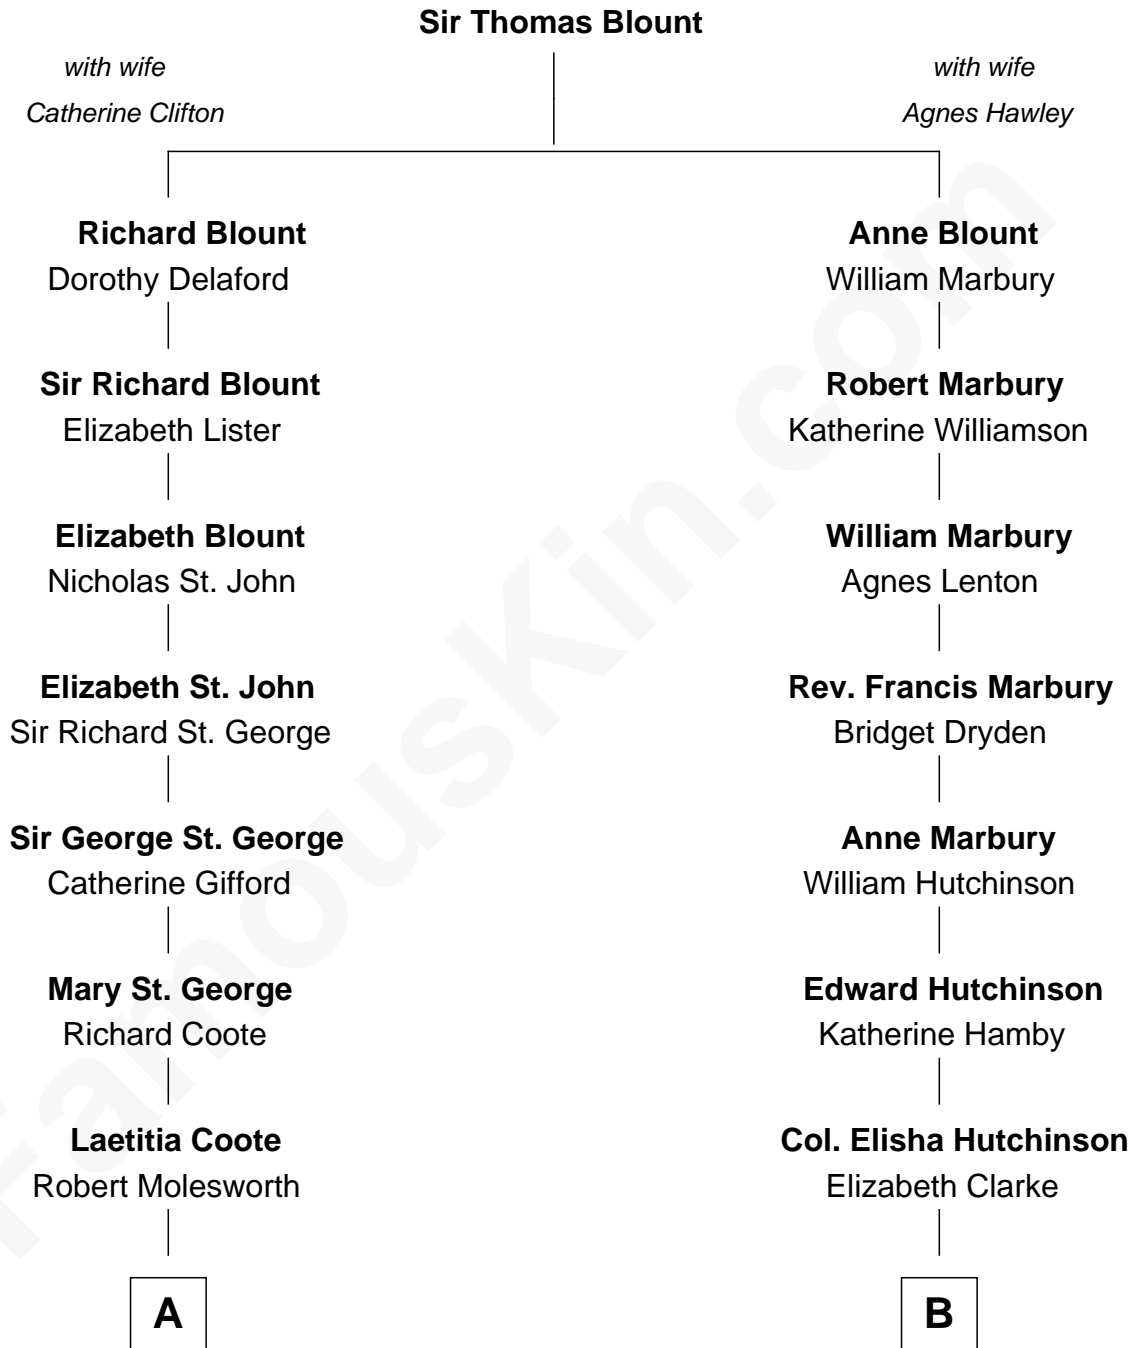 Sir Thomas Blount
with wife
Catherine Clifton
with wife
Agnes Hawley
Richard Blount
Dorothy Delaford
Anne Blount
William Marbury
Sir Richard Blount
Elizabeth Lister
Robert Marbury
Katherine Williamson
Elizabeth Blount
Nicholas St. John
William Marbury
Agnes Lenton
Elizabeth St. John
Sir Richard St. George
Rev. Francis Marbury
Bridget Dryden
Sir George St. George
Catherine Gifford
Anne Marbury
William Hutchinson
Mary St. George
Richard Coote
Edward Hutchinson
Katherine Hamby
Laetitia Coote
Robert Molesworth
Col. Elisha Hutchinson
Elizabeth Clarke
A
B
FamousKin.com